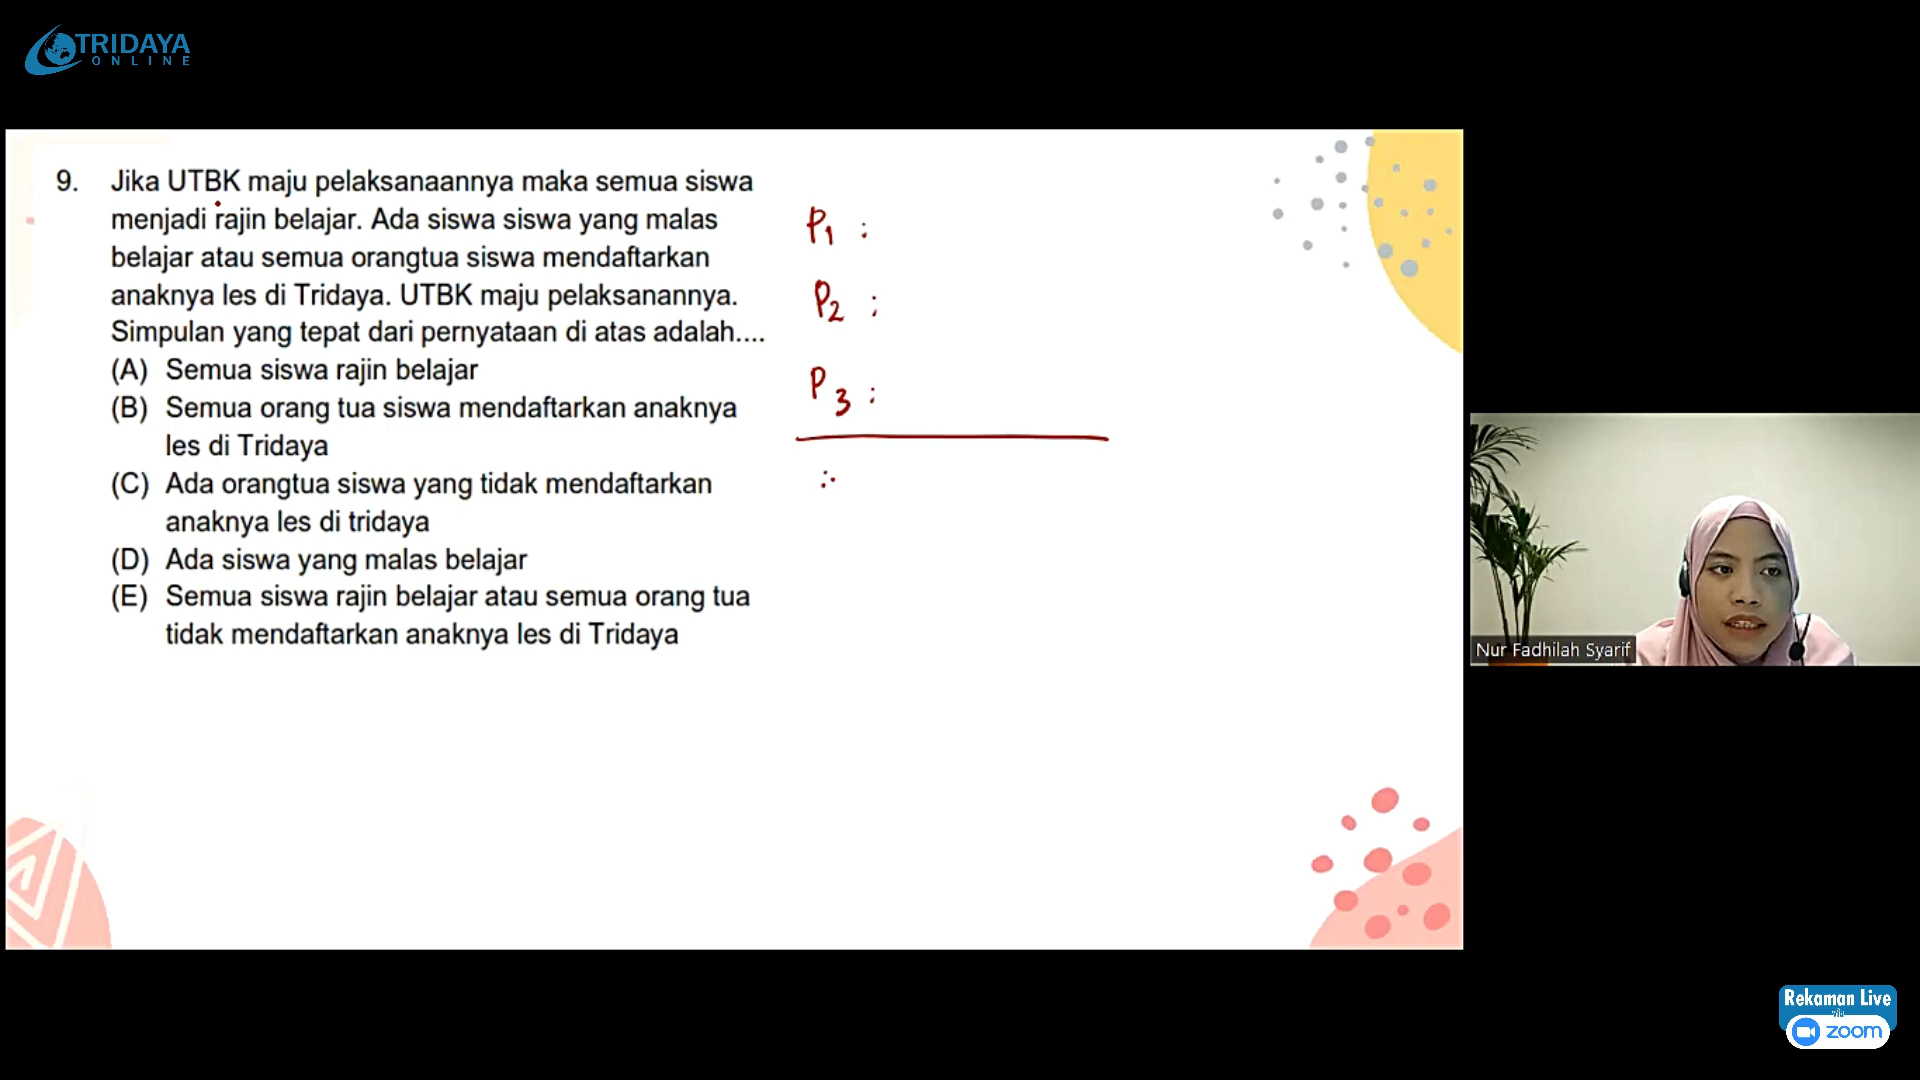 TRIDAYA
ONLINE
9. Jika UTBK maju pelaksanaannya maka semua siswa
menjadi rajin belajar. Ada siswa siswa yang malas
belajar atau semua orangtua siswa mendaftarkan
anaknya les di Tridaya. UTBK maju pelaksanannya.
Simpulan yang tepat dari pernyataan di atas adalah....
(A) Semua siswa rajin belajar
(B) Semua orang tua siswa mendaftarkan anaknya
les di Tridaya
(C) Ada orangtua siswa yang tidak mendaftarkan
anaknya les di tridaya
(D) Ada siswa yang malas belajar
(E) Semua siswa rajin belajar atau semua orang tua
tidak mendaftarkan anaknya les di Tridaya
P1 :
P2 :
P3 :
∴
Nur Fadhilah Syarif
Rekaman Live
via
zoom